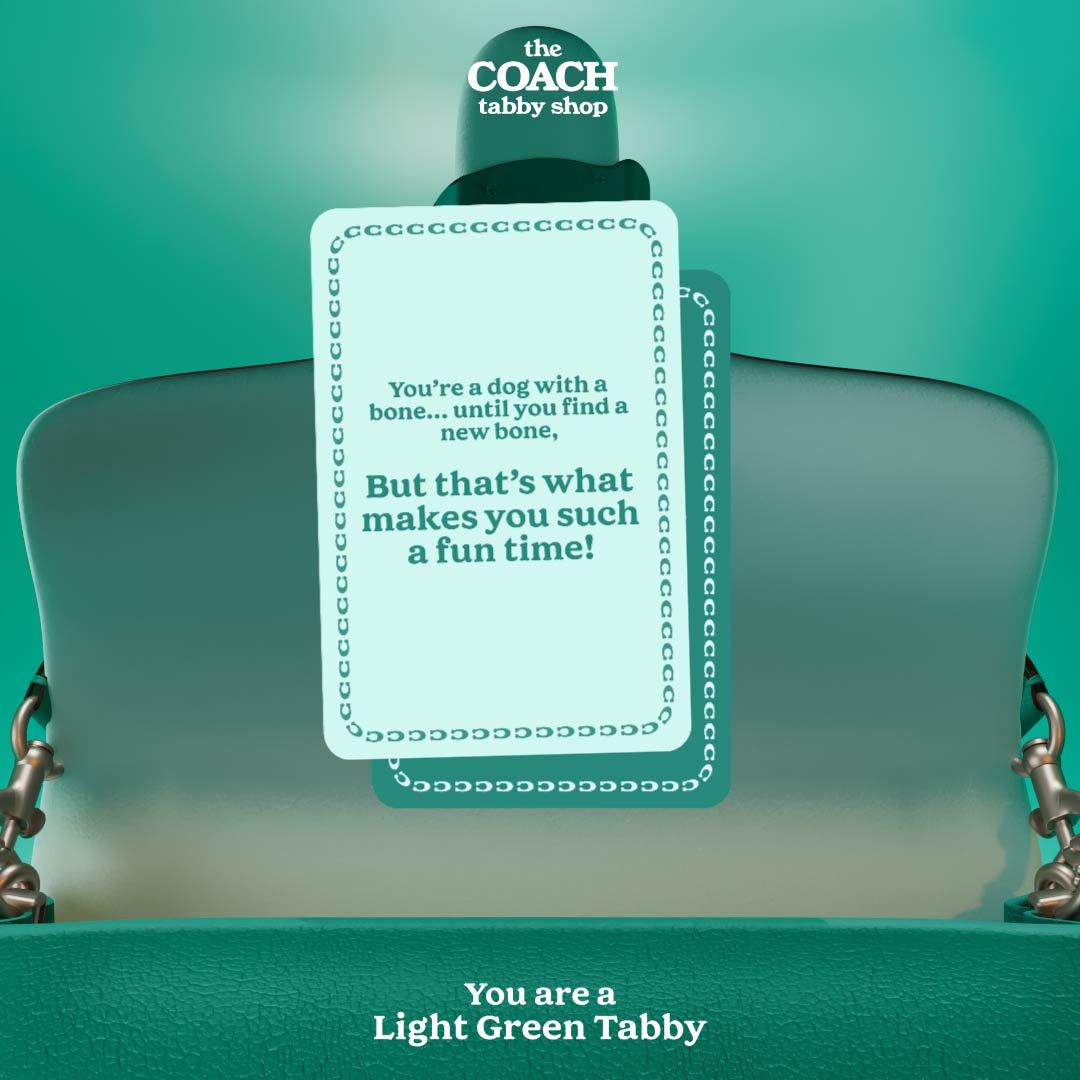 the
COACH
tabby shop
You’re a dog with a
bone... until you find a
new bone,
But that’s what
makes you such
a fun time!
You are a
Light Green Tabby